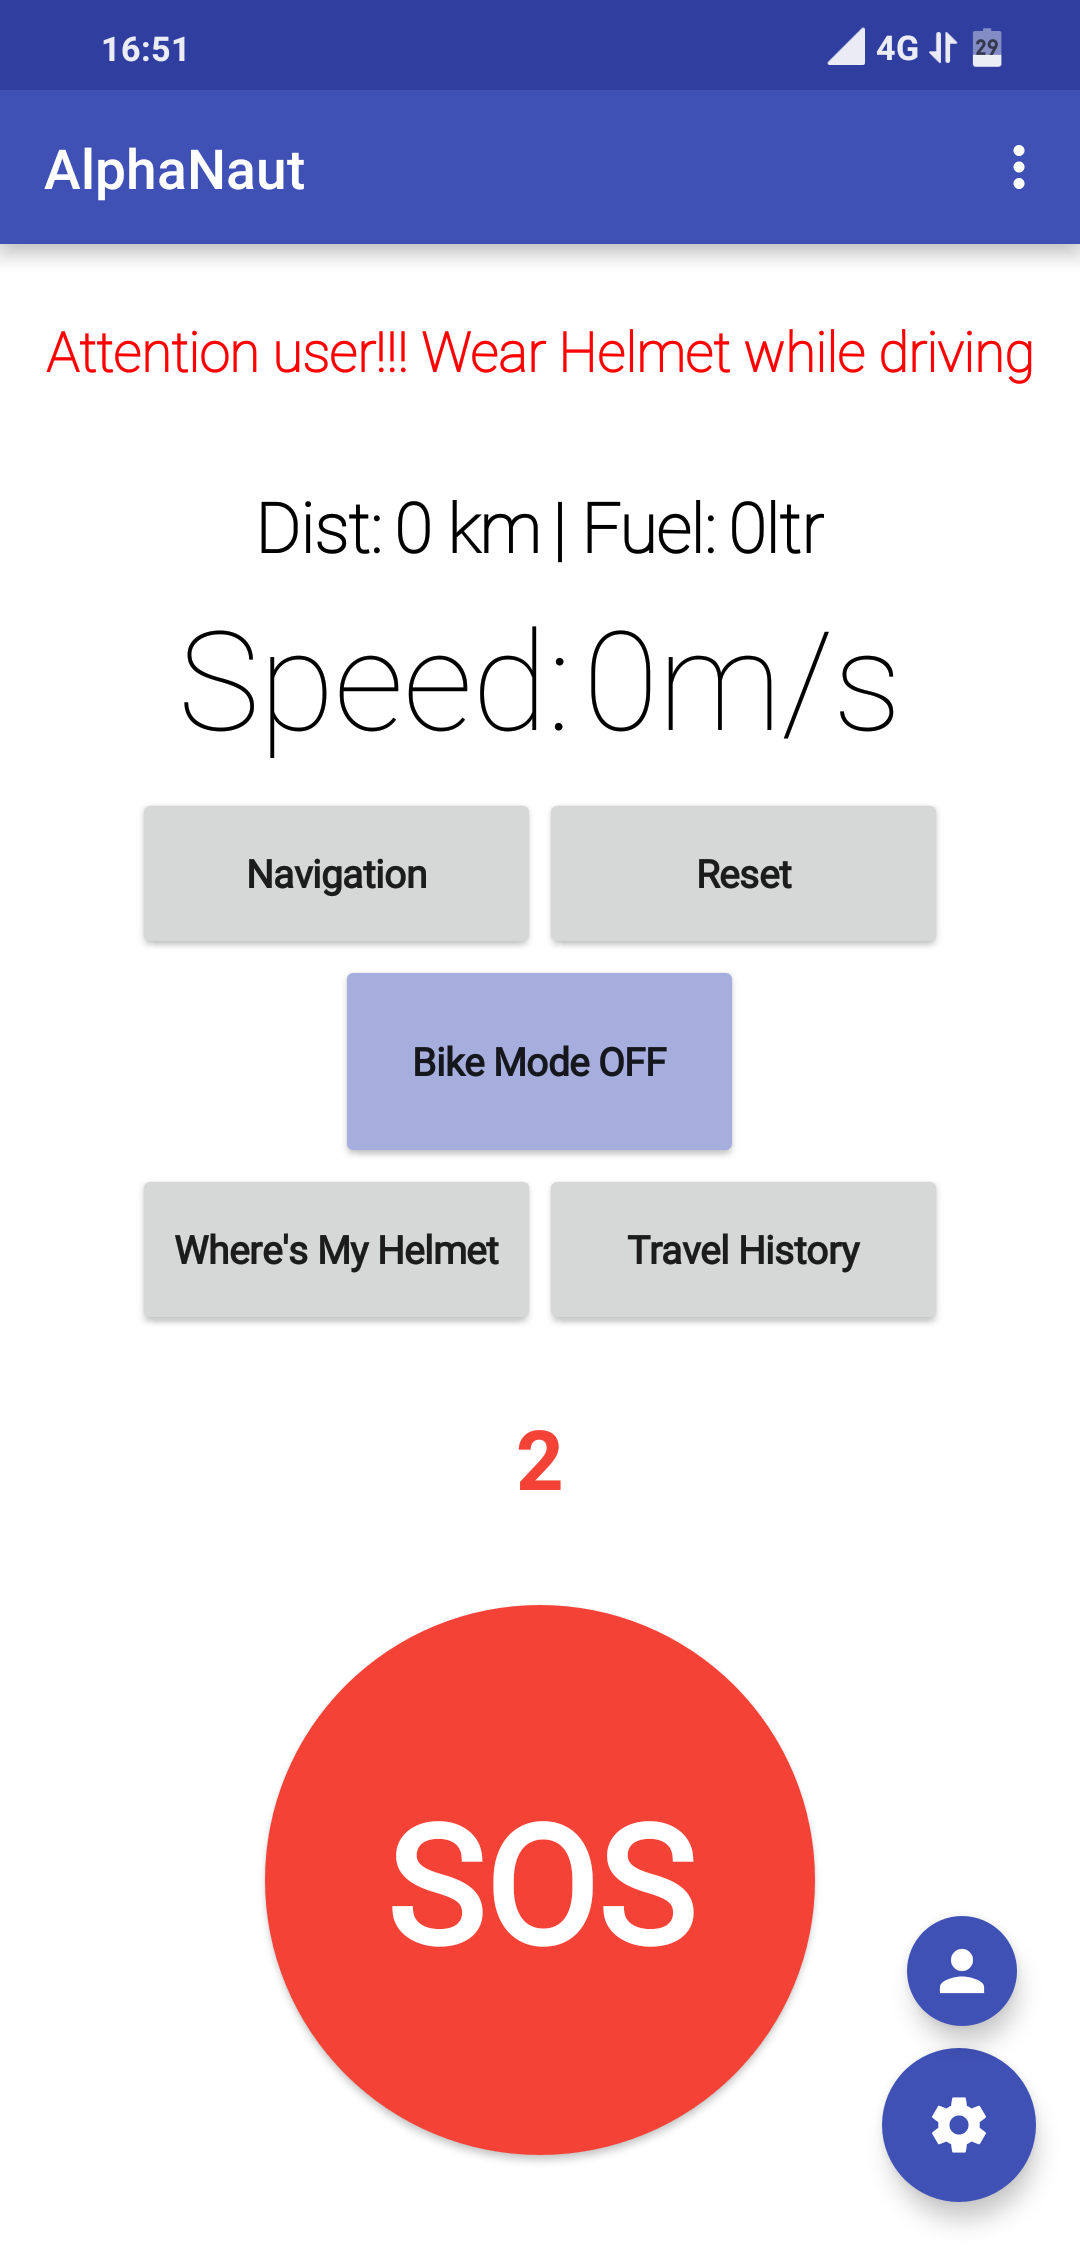 16:51 4G 29
AlphaNaut
Attention user!!! Wear Helmet while driving
Dist: 0 km | Fuel: 0ltr
Speed:0m/s
Navigation Reset
Bike Mode OFF
Where's My Helmet Travel History
2
SOS